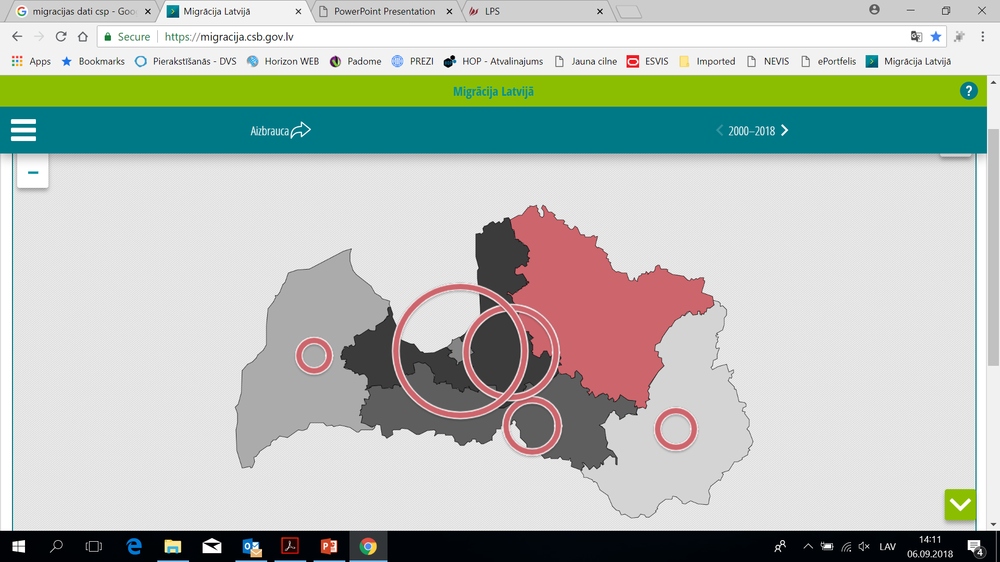 migracijas dati csp - Goo
Migrācija Latvijā
PowerPoint Presentation
LPS
Secure
https://migracija.csb.gov.lv
Apps
Bookmarks
Pierakstīšanās - DVS
Horizon WEB
Padome
PREZI
HOP - Atvalinajums
Jauna cilne
ESVIS
Imported
NEVIS
ePortfelis
Migrācija Latvijā
Migrācija Latvijā
?
Aizbrauca
2000–2018
LAV
14:11
06.09.2018
4